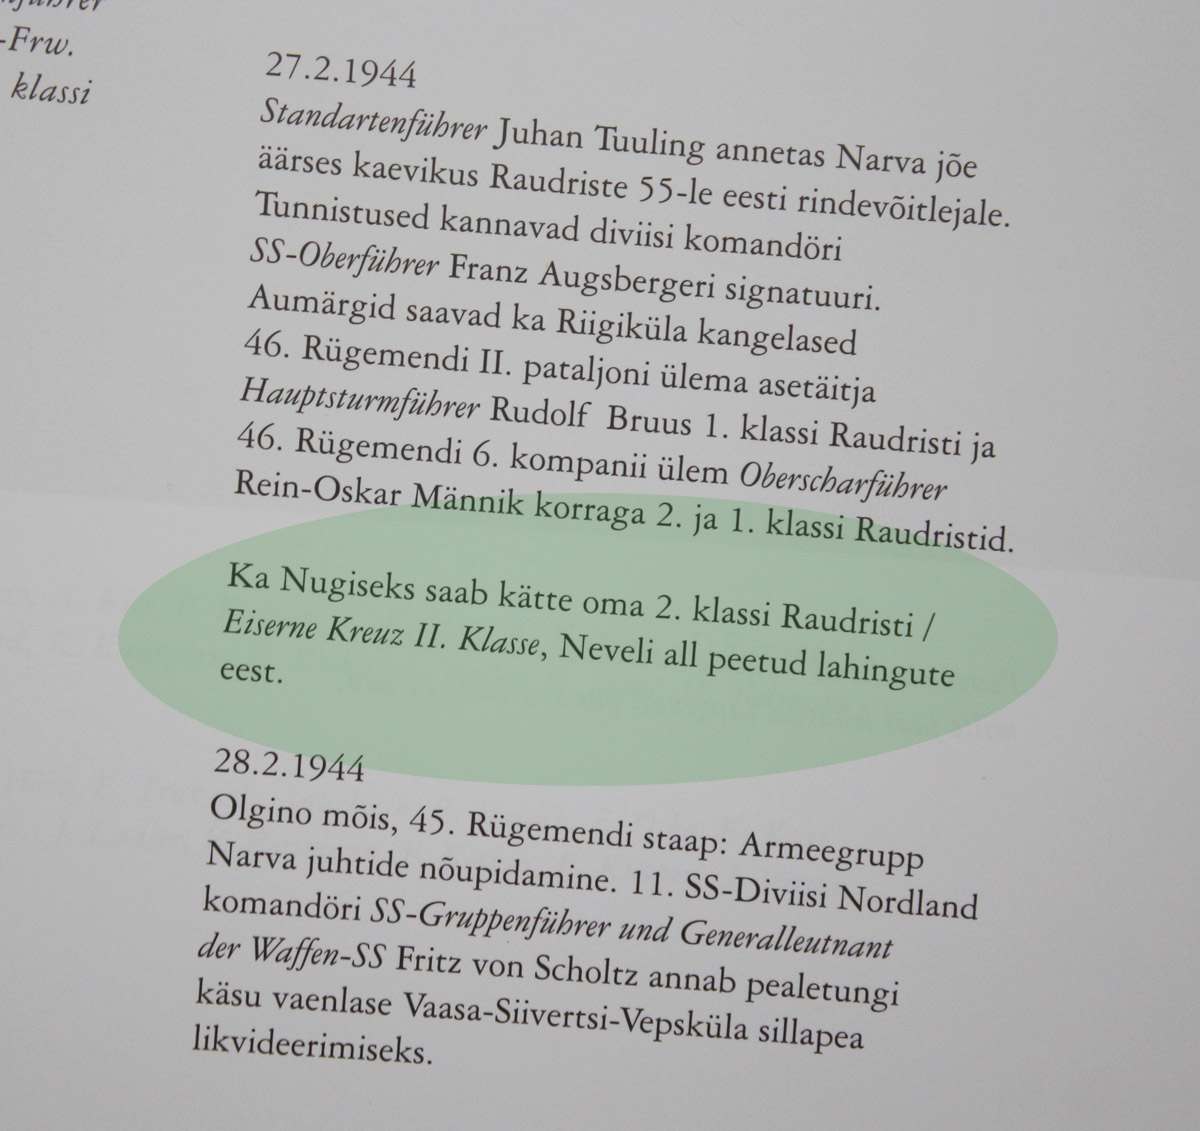 -Frw.
klassi
27.2.1944
Standartenführer Juhan Tuuling annetas Narva jõe
äärses kaevikus Raudriste 55-le eesti rindevõitlejale.
Tunnistused kannavad diviisi komandöri
SS-Oberführer Franz Augsbergeri signatuuri.
Aumärgid saavad ka Riigiküla kangelased
46. Rügemendi II. pataljoni ülema asetäitja
Hauptsturmführer Rudolf Bruus 1. klassi Raudristi ja
46. Rügemendi 6. kompanii ülem Oberscharführer
Rein-Oskar Männik korraga 2. ja 1. klassi Raudristid.
Ka Nugiseks saab kätte oma 2. klassi Raudristi /
Eiserne Kreuz II. Klasse, Neveli all peetud lahingute
eest.
28.2.1944
Olgino mõis, 45. Rügemendi staap: Armeegrupp
Narva juhtide nõupidamine. 11. SS-Diviisi Nordland
komandöri SS-Gruppenführer und Generalleutnant
der Waffen-SS Fritz von Scholtz annab pealetungi
käsu vaenlase Vaasa-Siivertsi-Vepsküla sillapea
likvideerimiseks.